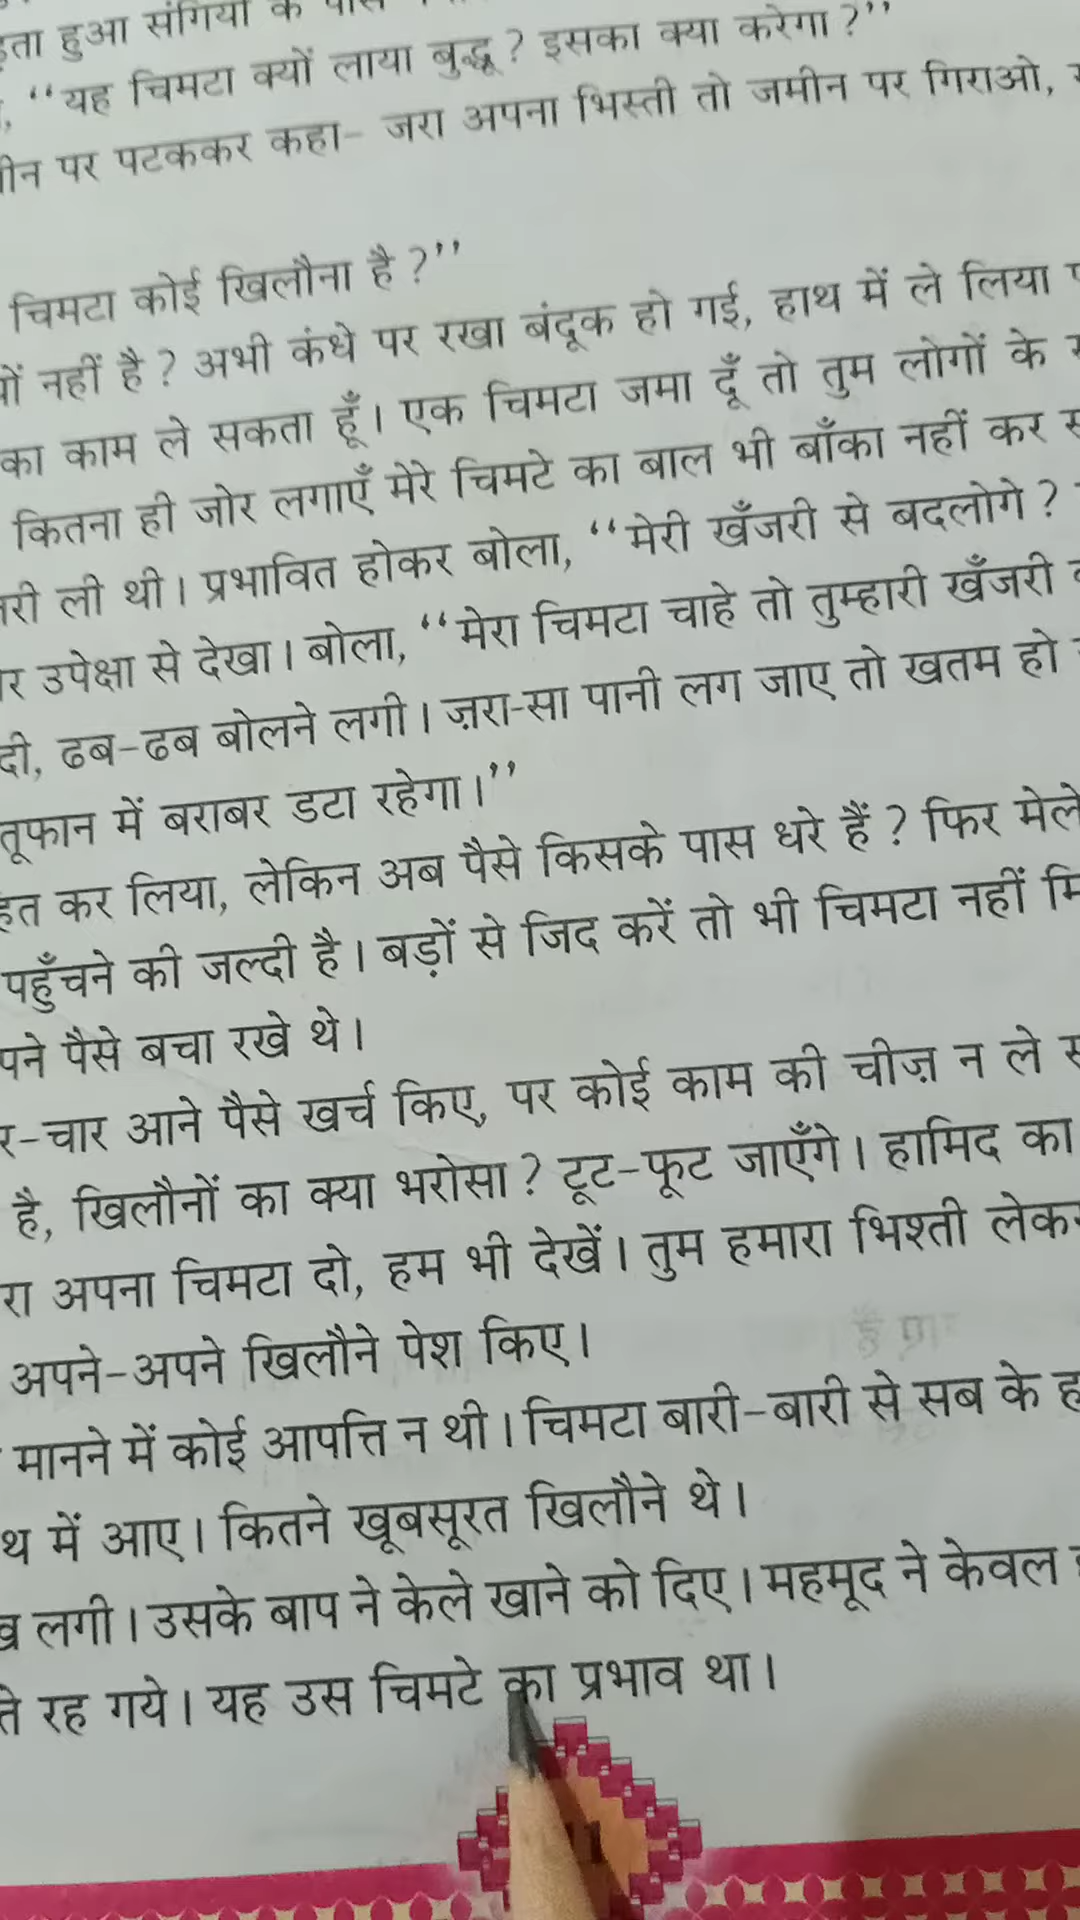 हुआ संगियों के पास
“यह चिमटा क्यों लाया बुद्धू? इसका क्या करेगा?”
पर पटककर कहा- जरा अपना भिस्ती तो जमीन पर गिराओ,
चिमटा कोई खिलौना है?”
नहीं है? अभी कंधे पर रखा बंदूक हो गई, हाथ में ले लिया
का काम ले सकता हूँ। एक चिमटा जमा दूँ तो तुम लोगों के
कितना ही जोर लगाएँ मेरे चिमटे का बाल भी बाँका नहीं कर
ली थी। प्रभावित होकर बोला, “मेरी खँजरी से बदलोगे?
उपेक्षा से देखा। बोला, “मेरा चिमटा चाहे तो तुम्हारी खँजरी
दी, ढब-ढब बोलने लगी। ज़रा-सा पानी लग जाए तो खतम हो
तूफान में बराबर डटा रहेगा।”
कर लिया, लेकिन अब पैसे किसके पास धरे हैं? फिर मेले
पहुँचने की जल्दी है। बड़ों से जिद करें तो भी चिमटा नहीं
पैसे बचा रखे थे।
-चार आने पैसे खर्च किए, पर कोई काम की चीज़ न ले
है, खिलौनों का क्या भरोसा? टूट-फूट जाएँगे। हामिद का
अपना चिमटा दो, हम भी देखें। तुम हमारा भिश्ती
अपने-अपने खिलौने पेश किए।
मानने में कोई आपत्ति न थी। चिमटा बारी-बारी से सब के
में आए। कितने खूबसूरत खिलौने थे।
लगी। उसके बाप ने केले खाने को दिए। महमूद ने केवल
रह गये। यह उस चिमटे का प्रभाव था।